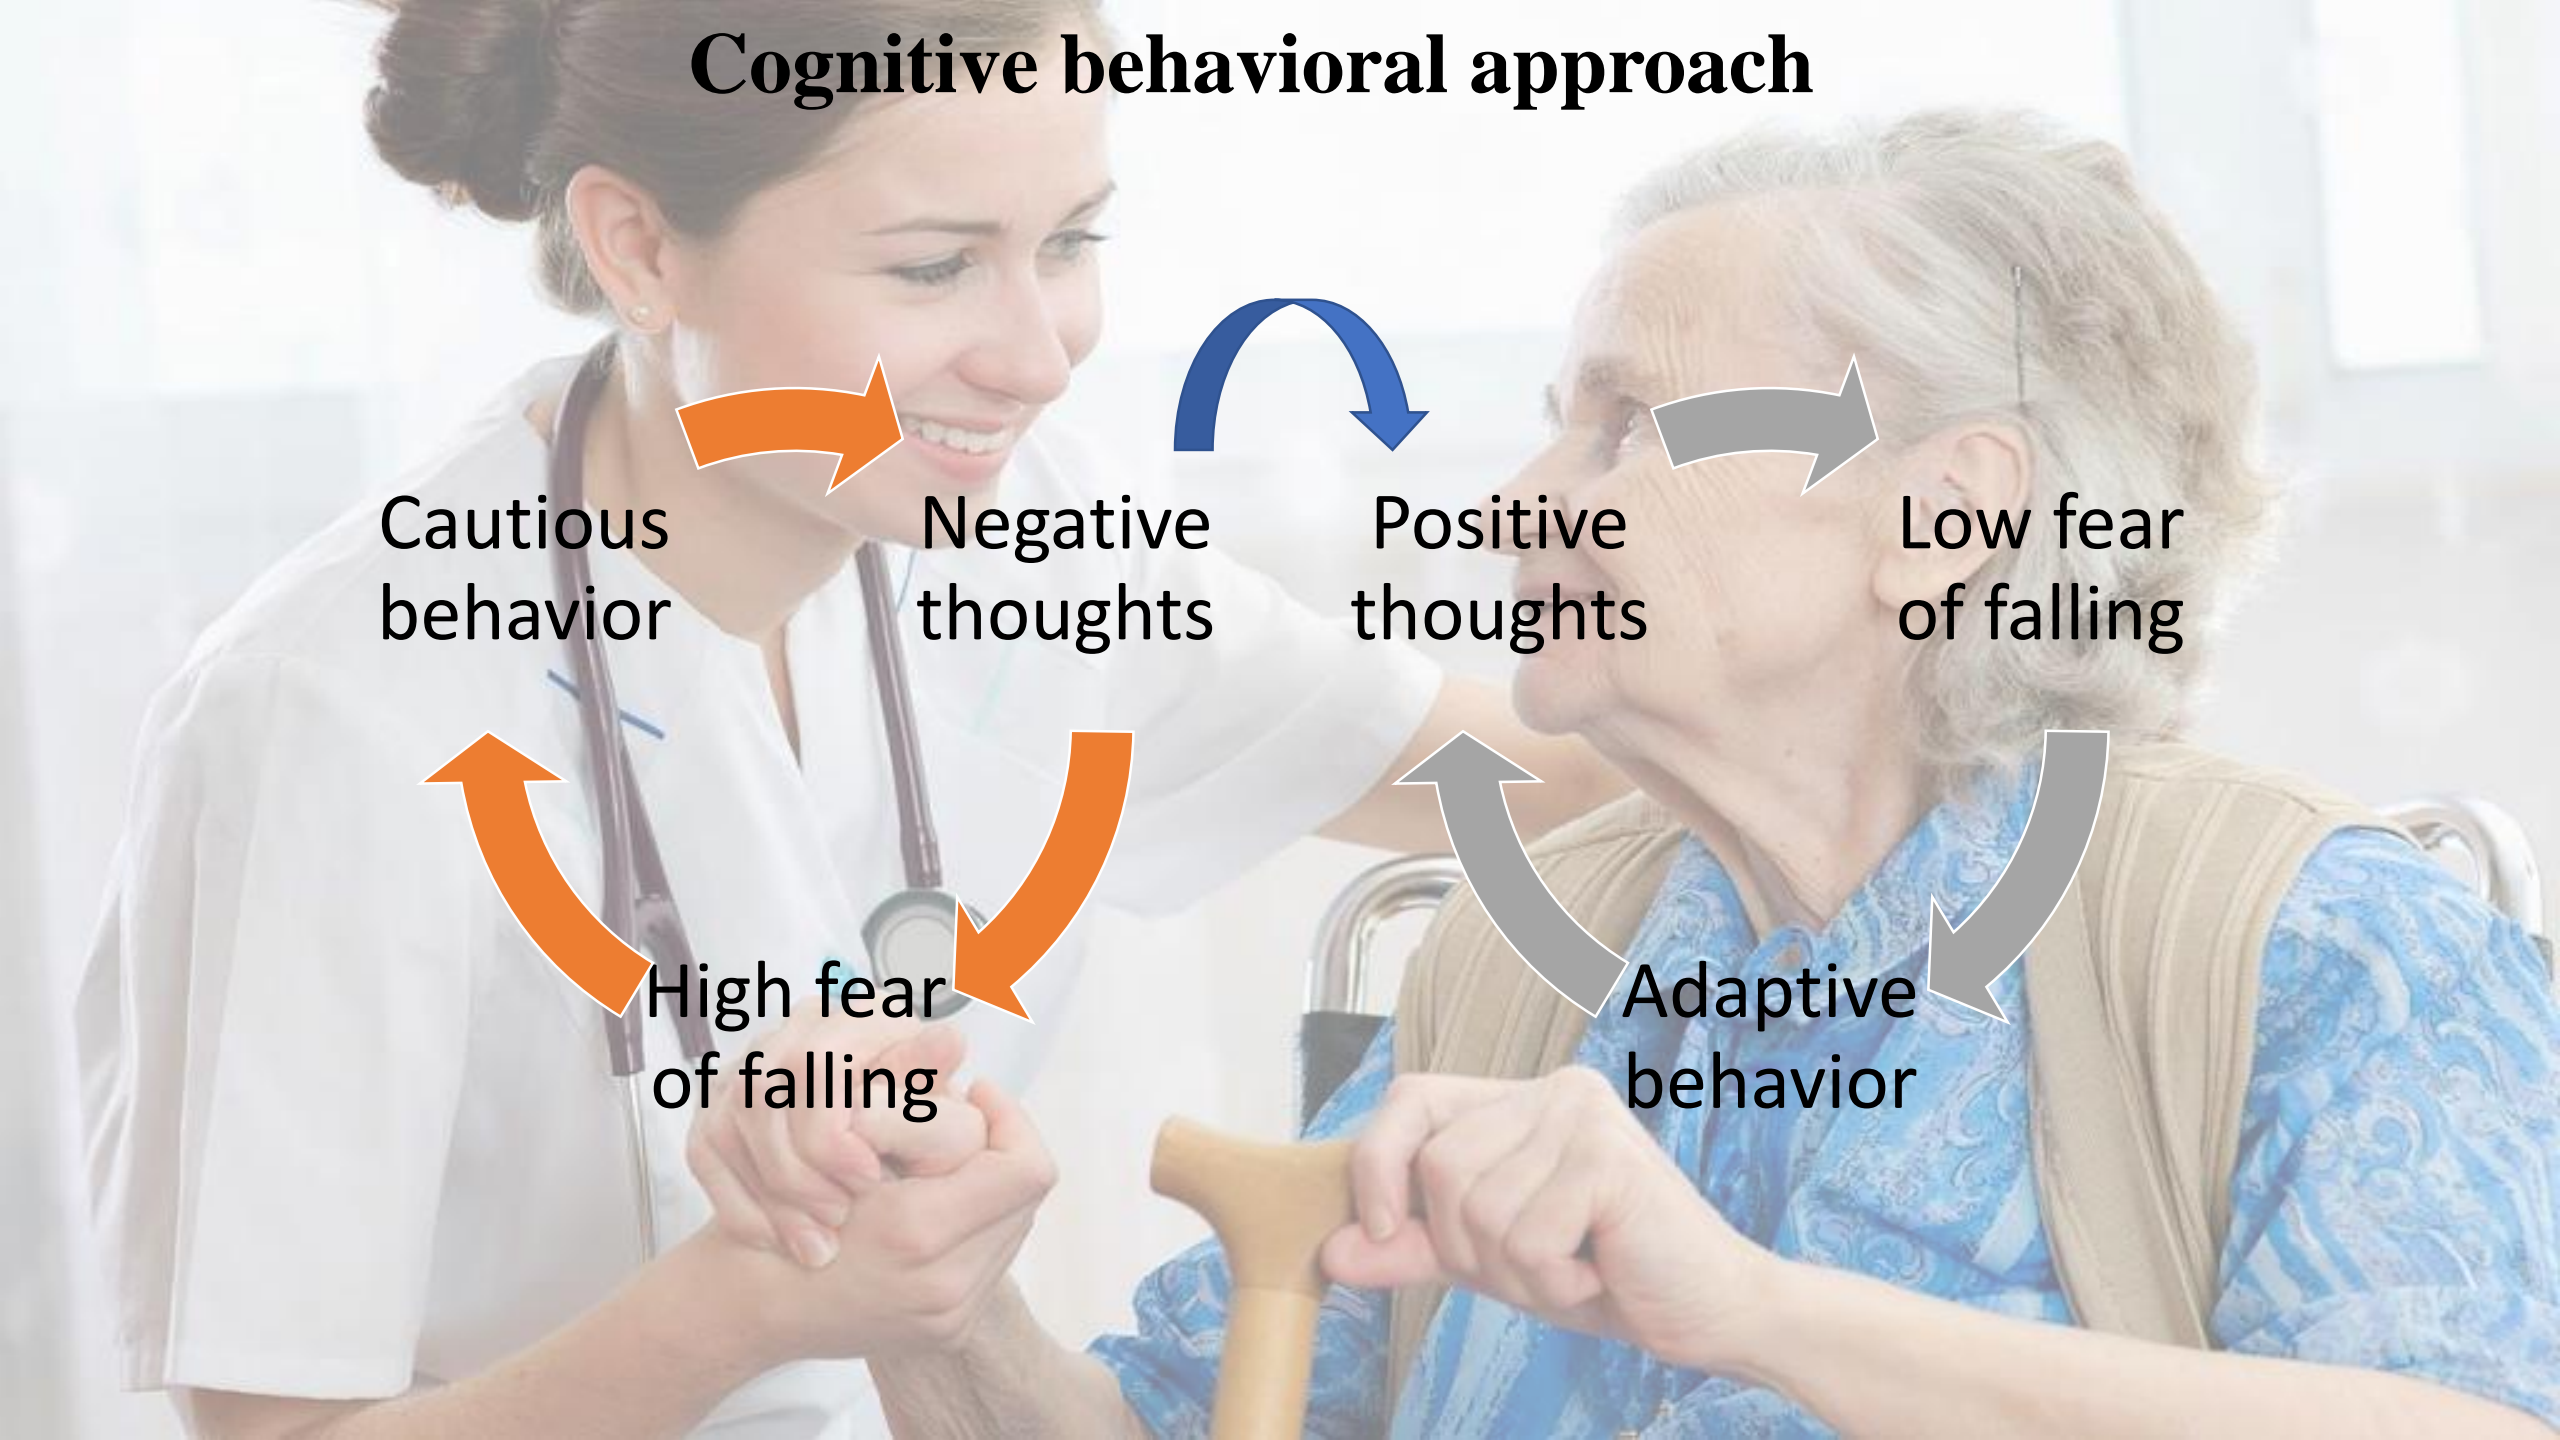 Cognitive behavioral approach
Cautious
behavior
Negative
thoughts
High fear
of falling
Positive
thoughts
Low fear
of falling
Adaptive
behavior